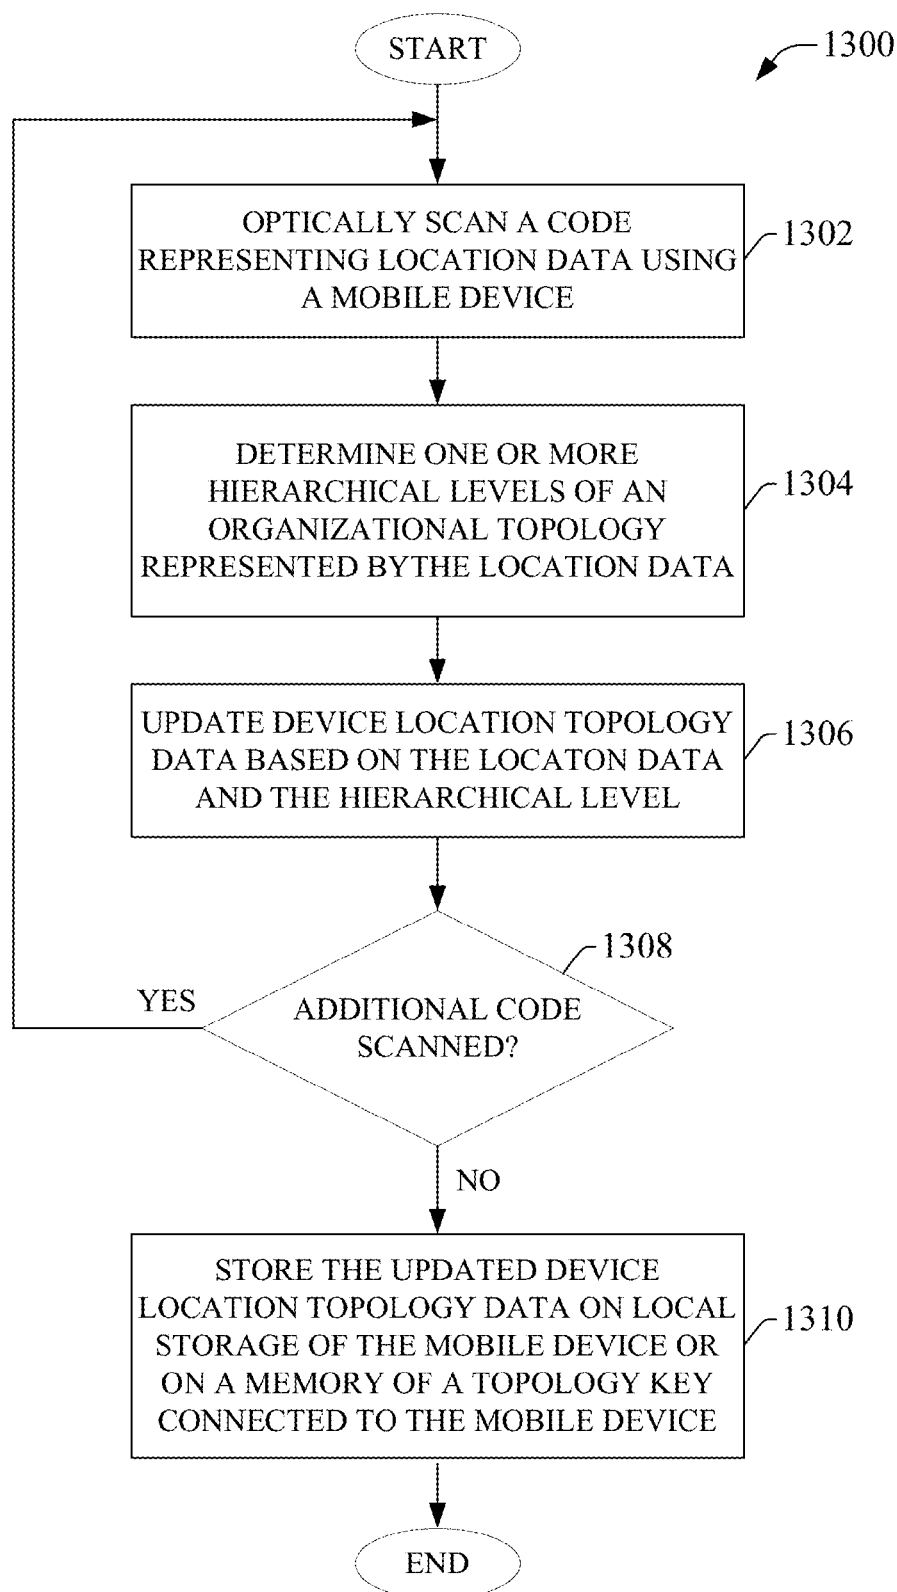 START
1300
OPTICALLY SCAN A CODE
REPRESENTING LOCATION DATA USING
A MOBILE DEVICE
1302
DETERMINE ONE OR MORE
HIERARCHICAL LEVELS OF AN
ORGANIZATIONAL TOPOLOGY
REPRESENTED BYTHE LOCATION DATA
1304
UPDATE DEVICE LOCATION TOPOLOGY
DATA BASED ON THE LOCATON DATA
AND THE HIERARCHICAL LEVEL
1306
1308
YES
ADDITIONAL CODE
SCANNED?
NO
STORE THE UPDATED DEVICE
LOCATION TOPOLOGY DATA ON LOCAL
STORAGE OF THE MOBILE DEVICE OR
ON A MEMORY OF A TOPOLOGY KEY
CONNECTED TO THE MOBILE DEVICE
1310
END